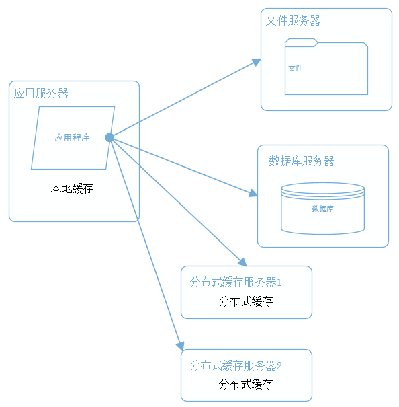 文件服务器
文件
应用服务器
应用程序
本地缓存
数据库服务器
数据库
分布式缓存服务器1
分布式缓存
分布式缓存服务器2
分布式缓存